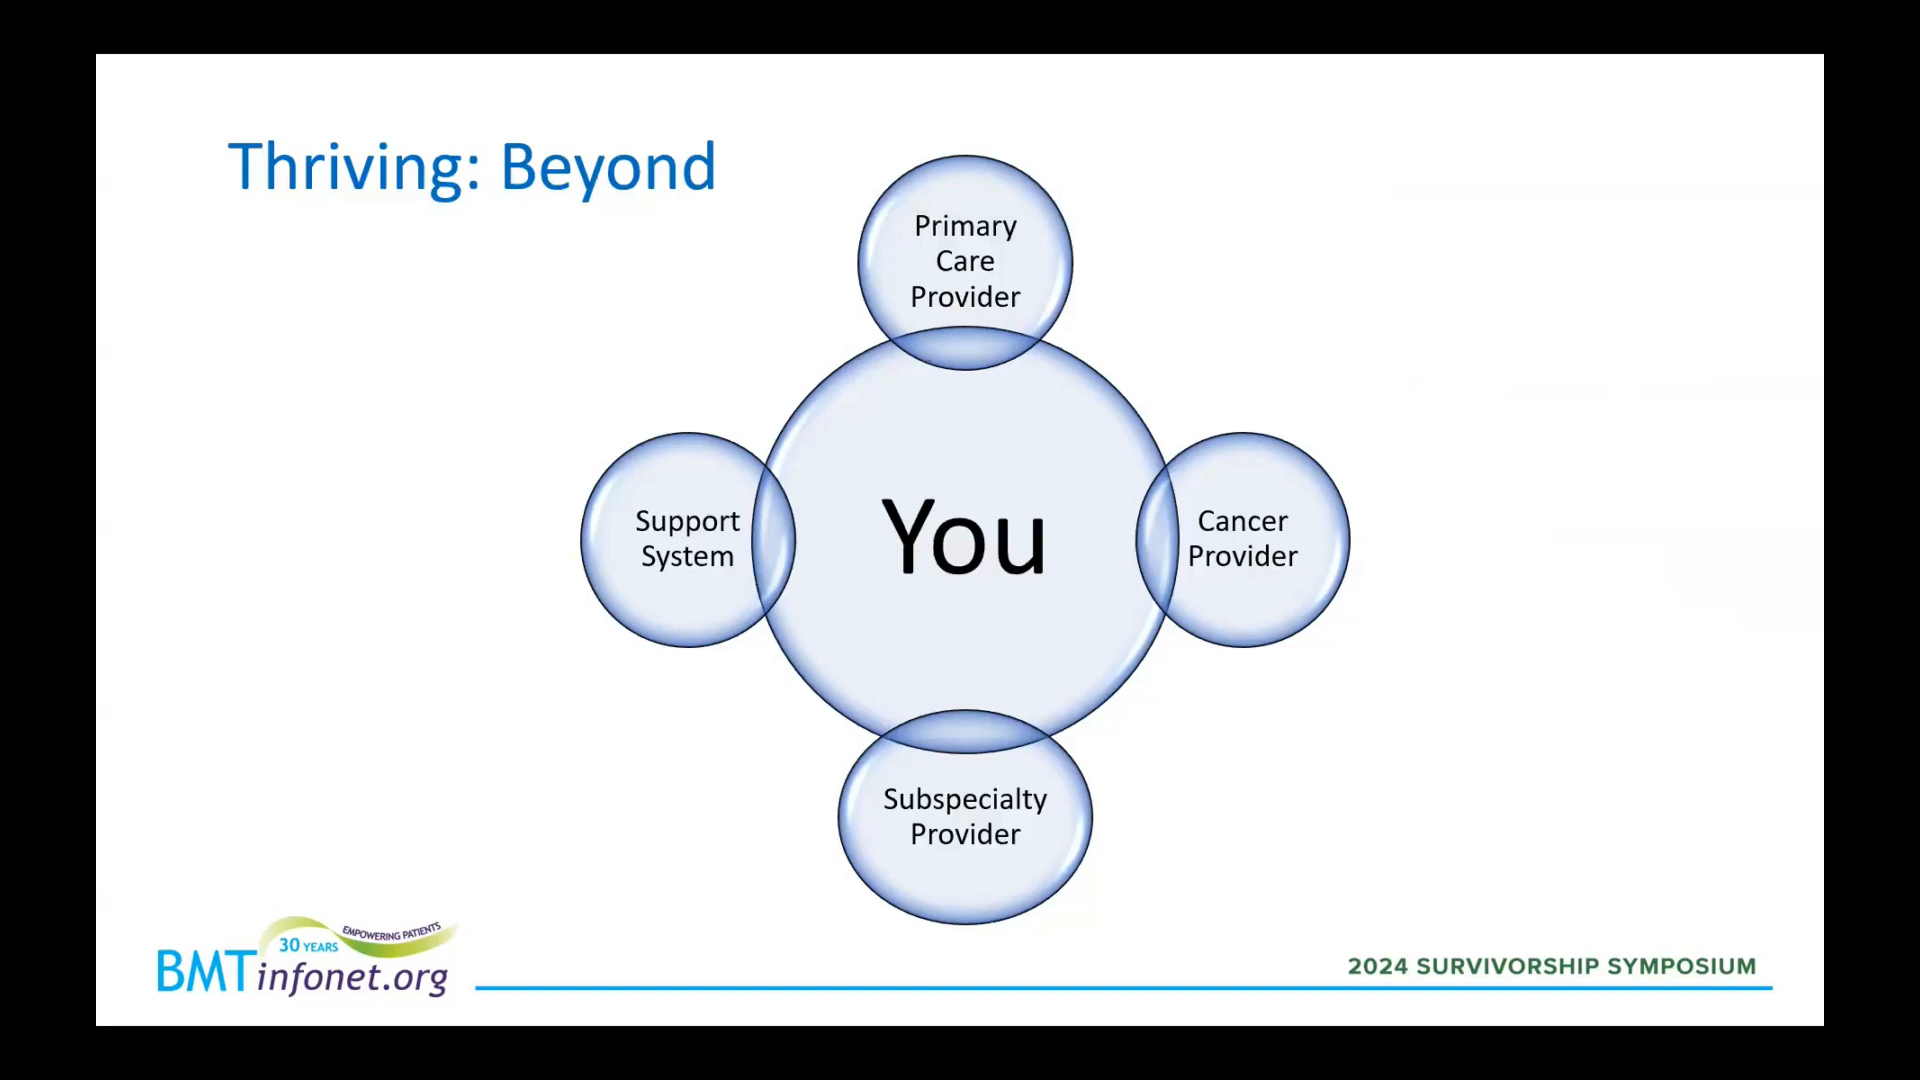 Thriving: Beyond
Primary
Care
Provider
Support
System
You
Cancer
Provider
Subspecialty
Provider
30 YEARS
EMPOWERING PATIENTS
BMTinfonet.org
2024 SURVIVORSHIP SYMPOSIUM